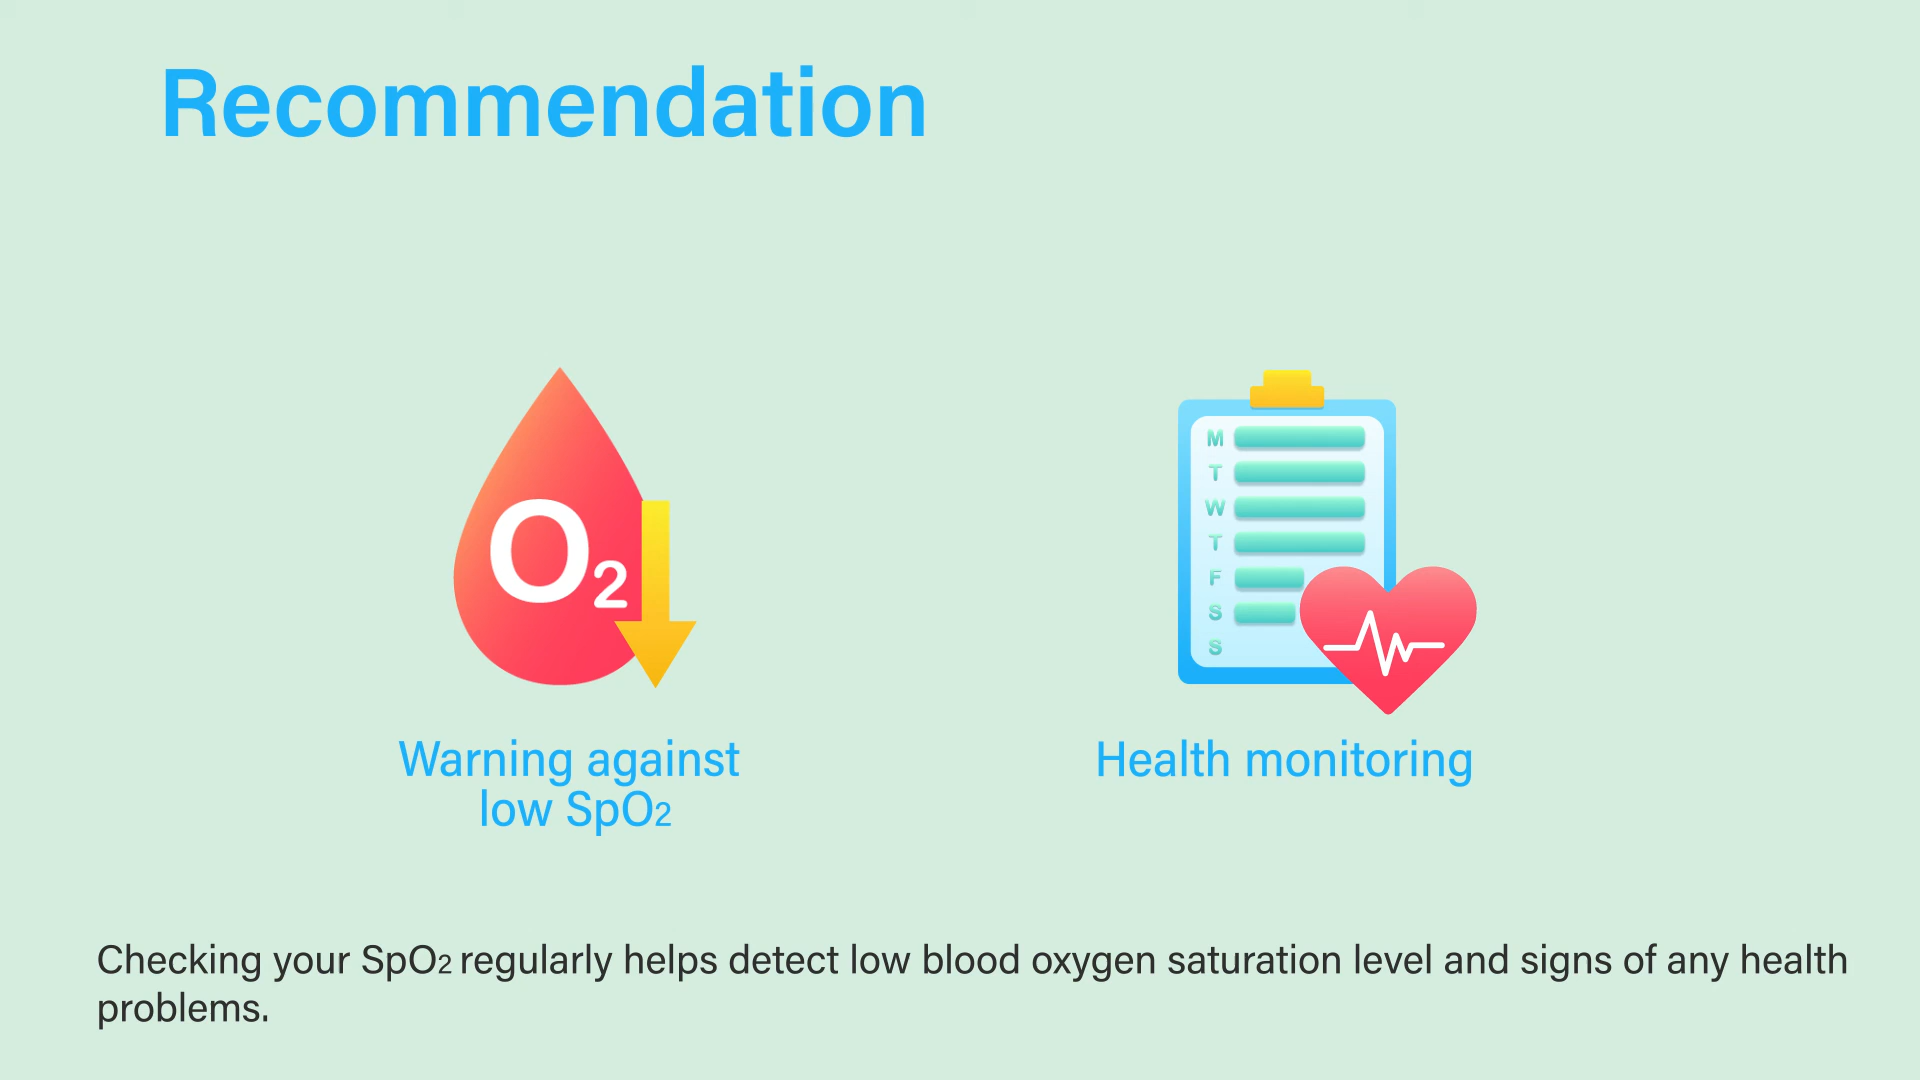 Recommendation
O2
M
T
W
T
F
S
S
Warning against
low SpO2
Health monitoring
Checking your SpO2 regularly helps detect low blood oxygen saturation level and signs of any health
problems.